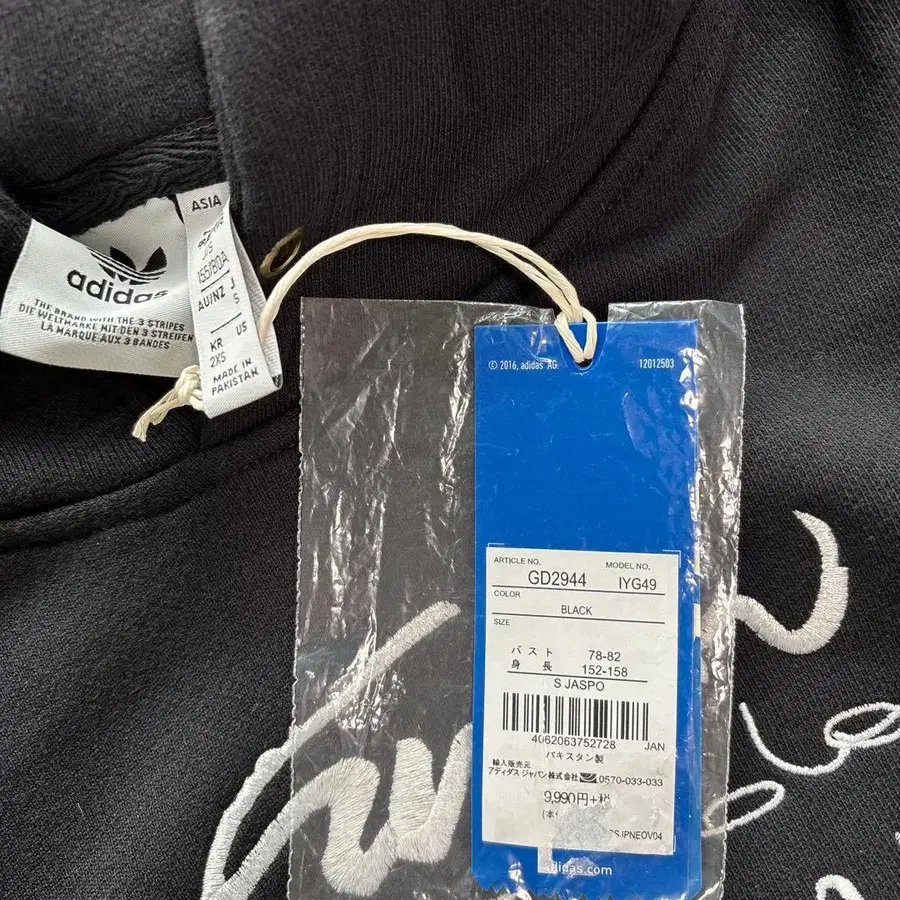 adidas
THE BRAND WITH THE 3 STRIPES
DIE WELTMARKE MIT DEN 3 STREIFEN
LA MARQUE AUX 3 BANDES
ASIA
J/S
155/80A
AU/NZ J
S
KR US
2XS
MADE IN
PAKISTAN
© 2016, adidas AG. 12012503
ARTICLE NO. MODEL NO.
GD2944 IYG49
COLOR
BLACK
SIZE
バスト 78-82
身長 152-158
S JASPO
4062063752728 JAN
パキスタン製
輸入販売元
アディダス ジャパン株式会社 0570-033-033
9,990円+税
(本
SJPNEOV04
adidas.com